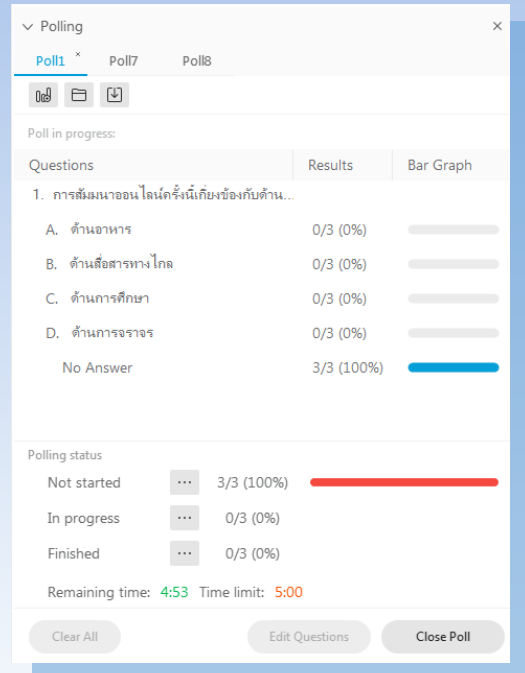 Polling
Poll1 Poll7 Poll8
Poll in progress:
Questions Results Bar Graph
1. การสัมมนาออนไลน์ครั้งนี้เกี่ยงข้องกับด้าน...
A. ด้านอาหาร 0/3 (0%)
B. ด้านสื่อสารทางไกล 0/3 (0%)
C. ด้านการศึกษา 0/3 (0%)
D. ด้านการจราจร 0/3 (0%)
No Answer 3/3 (100%)
Polling status
Not started ... 3/3 (100%)
In progress ... 0/3 (0%)
Finished ... 0/3 (0%)
Remaining time: 4:53 Time limit: 5:00
Clear All Edit Questions Close Poll